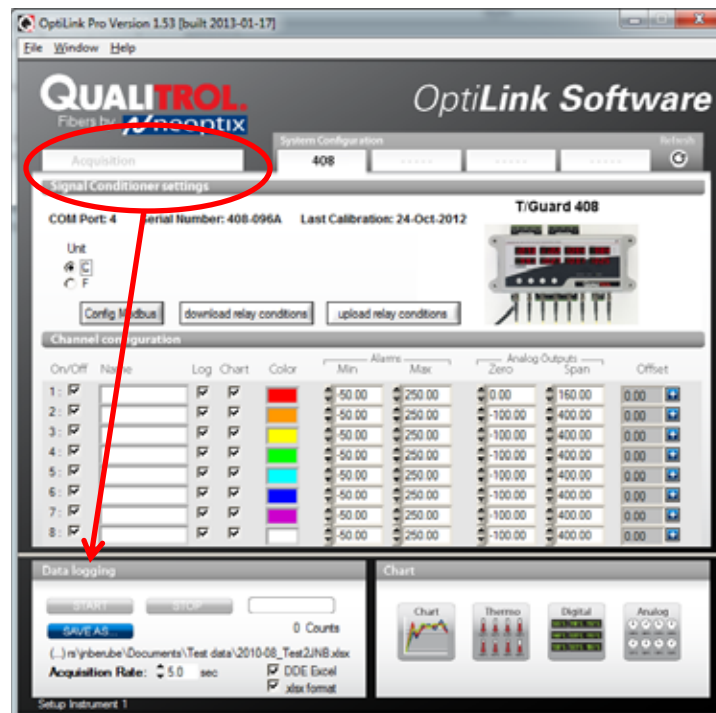 OptiLink Pro Version 1.53 [built 2013-01-17]
File Window Help
QUALITROL.
Fibers by neoptix
OptiLink Software
System Configuration Refresh
Acquisition 408 ----- ----- -----
Signal Conditioner settings
COM Port: 4 Serial Number: 408-096A Last Calibration: 24-Oct-2012
T/Guard 408
Unit
C
F
Config Modbus download relay conditions upload relay conditions
Channel configuration
Alarms Analog Outputs
On/Off Name Log Chart Color Min Max Zero Span Offset
1: -50.00 250.00 0.00 160.00 0.00
2: -50.00 250.00 -100.00 400.00 0.00
3: -50.00 250.00 -100.00 400.00 0.00
4: -50.00 250.00 -100.00 400.00 0.00
5: -50.00 250.00 -100.00 400.00 0.00
6: -50.00 250.00 -100.00 400.00 0.00
7: -50.00 250.00 -100.00 400.00 0.00
8: -50.00 250.00 -100.00 400.00 0.00
Data logging
START STOP
SAVE AS... 0 Counts
(...) rs\jnberube\Documents\Test data\2010-08_Test2JNB.xlsx
Acquisition Rate: 5.0 sec DDE Excel
xlsx format
Chart
Chart Thermo Digital Analog
Setup Instrument 1